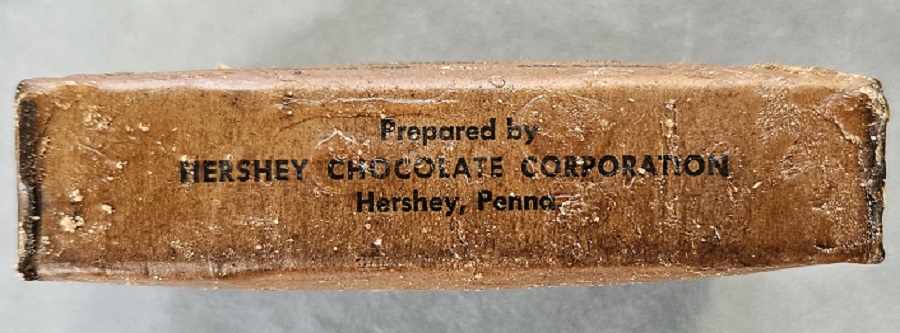 Prepared by
HERSHEY CHOCOLATE CORPORATION
Hershey, Penna.